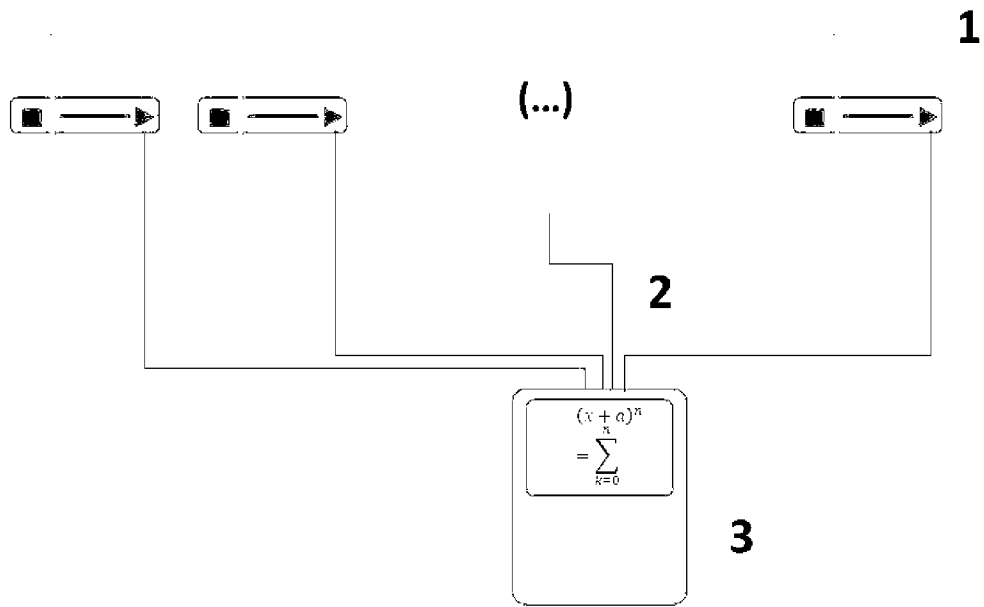 1
(...)
2
(x + a)ⁿ
n
= ∑
k=0
3